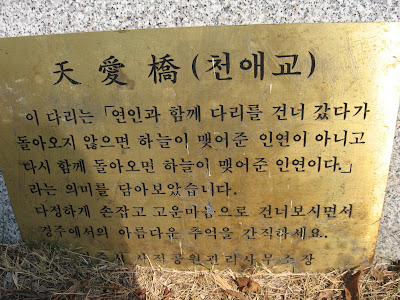 天愛橋(천애교)
이 다리는「연인과 함께 다리를 건너 갔다가
돌아오지 않으면 하늘이 맺어준 인연이 아니고
다시 함께 돌아오면 하늘이 맺어준 인연이다.」
라는 의미를 담아보았습니다.
다정하게 손잡고 고운마음으로 건너보시면서
경주에서의 아름다운 추억을 간직하세요.
사적공원관리사무소장